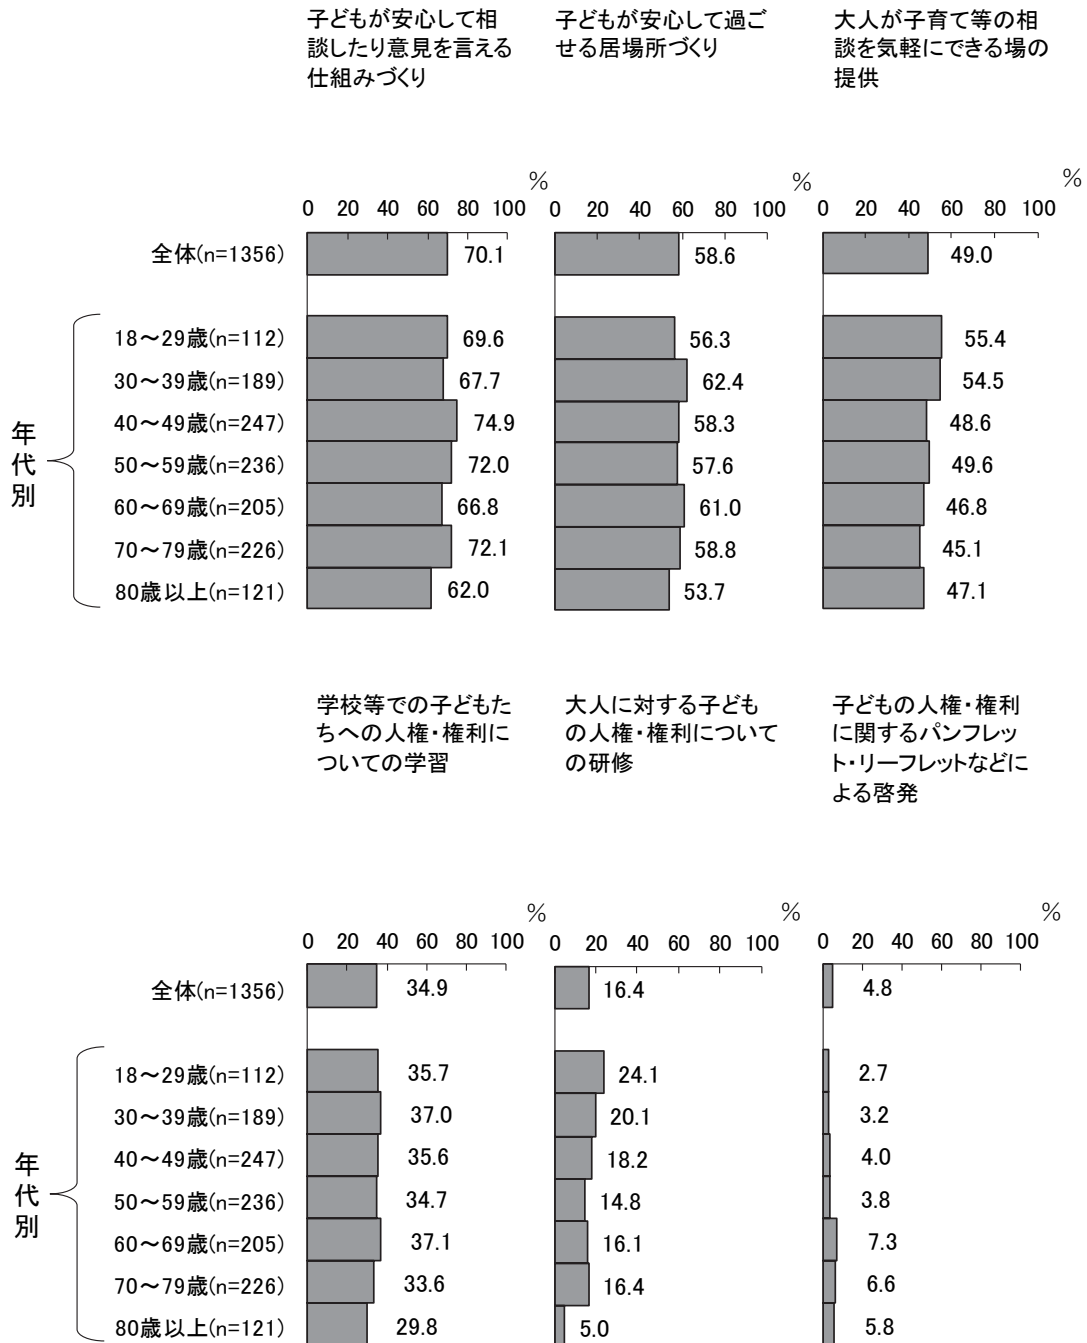 子どもが安心して相
談したり意見を言える
仕組みづくり
子どもが安心して過ご
せる居場所づくり
大人が子育て等の相
談を気軽にできる場の
提供
% % %
0 20 40 60 80 100 0 20 40 60 80 100 0 20 40 60 80 100
全体(n=1356) 70.1 58.6 49.0
年代別
18～29歳(n=112) 69.6 56.3 55.4
30～39歳(n=189) 67.7 62.4 54.5
40～49歳(n=247) 74.9 58.3 48.6
50～59歳(n=236) 72.0 57.6 49.6
60～69歳(n=205) 66.8 61.0 46.8
70～79歳(n=226) 72.1 58.8 45.1
80歳以上(n=121) 62.0 53.7 47.1
学校等での子どもた
ちへの人権・権利に
ついての学習
大人に対する子ども
の人権・権利について
の研修
子どもの人権・権利
に関するパンフレッ
ト・リーフレットなどに
よる啓発
% % %
0 20 40 60 80 100 0 20 40 60 80 100 0 20 40 60 80 100
全体(n=1356) 34.9 16.4 4.8
年代別
18～29歳(n=112) 35.7 24.1 2.7
30～39歳(n=189) 37.0 20.1 3.2
40～49歳(n=247) 35.6 18.2 4.0
50～59歳(n=236) 34.7 14.8 3.8
60～69歳(n=205) 37.1 16.1 7.3
70～79歳(n=226) 33.6 16.4 6.6
80歳以上(n=121) 29.8 5.0 5.8